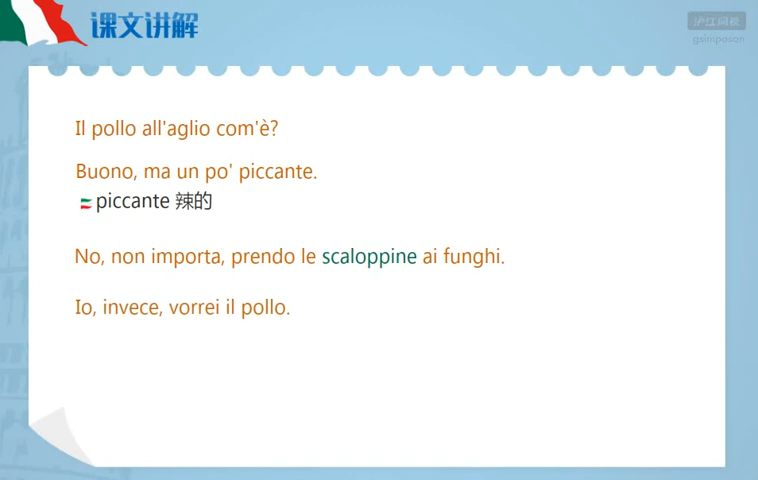 课文讲解
沪江网校
gsimposon
Il pollo all'aglio com'è?
Buono, ma un po' piccante.
piccante 辣的
No, non importa, prendo le scaloppine ai funghi.
Io, invece, vorrei il pollo.